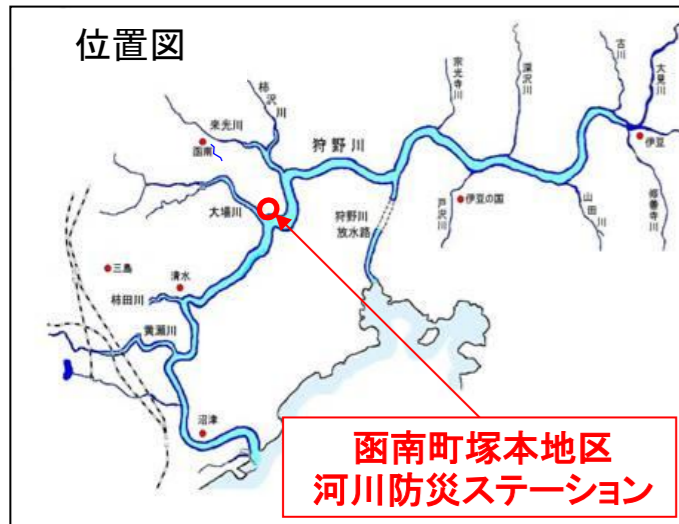 位置図
柿沢川
来光川
函南
狩野川
宗光寺川
深沢川
古川
大見川
伊豆
修善寺川
山田川
伊豆の国
戸沢川
狩野川
放水路
大場川
三島
清水
柿田川
黄瀬川
沼津
函南町塚本地区
河川防災ステーション